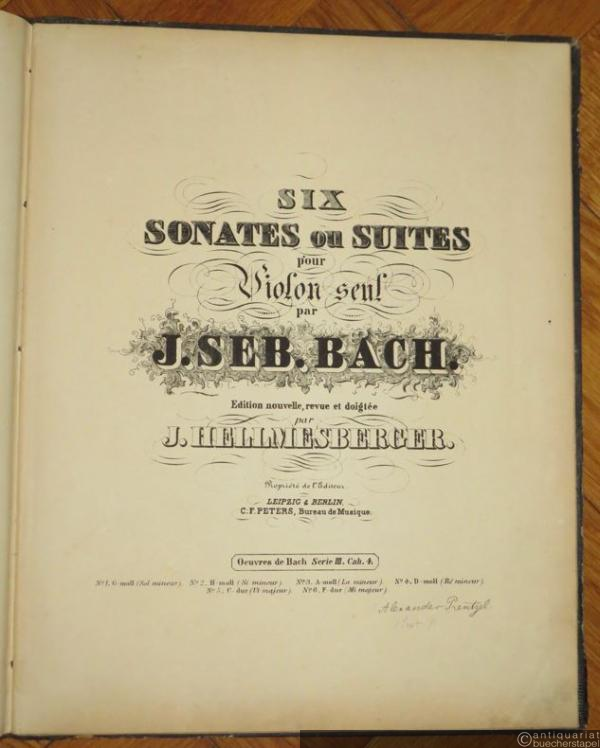 SIX
SONATES ou SUITES
pour
Violon seul
par
J. SEB. BACH.
Edition nouvelle, revue et doigtée
par
J. HELLMESBERGER.
Propriété de l'Editeur.
LEIPZIG & BERLIN,
C. F. PETERS, Bureau de Musique.
Oeuvres de Bach Serie III. Cah. 4.
No. 1. G-moll (Sol mineur). No. 2. H-moll (Si mineur). No. 3. A-moll (La mineur). No. 4. D-moll (Ré mineur).
No. 5. C-dur (Ut majeur). No. 6. E-dur (Mi majeur).
Alexander Prentzel
antiquariat
buecherstapel